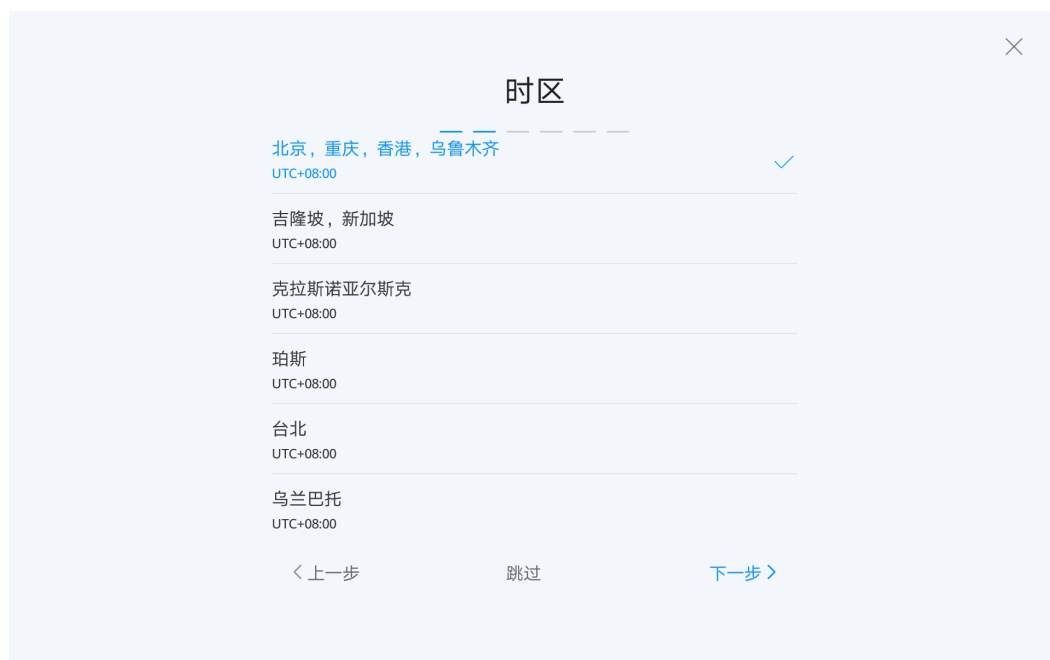 时区
北京，重庆，香港，乌鲁木齐
UTC+08:00
吉隆坡，新加坡
UTC+08:00
克拉斯诺亚尔斯克
UTC+08:00
珀斯
UTC+08:00
台北
UTC+08:00
乌兰巴托
UTC+08:00
上一步 跳过 下一步